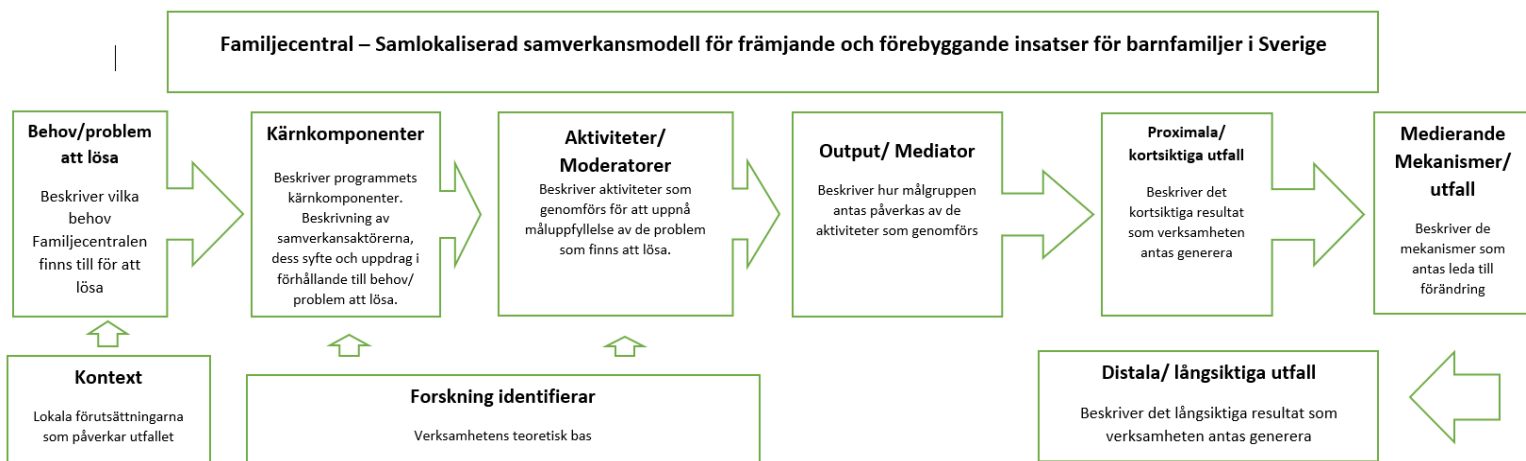 Familjecentral – Samlokaliserad samverkansmodell för främjande och förebyggande insatser för barnfamiljer i Sverige
Behov/problem
att lösa
Beskriver vilka
behov
Familjecentralen
finns till för att
lösa
Kärnkomponenter
Beskriver programmets
kärnkomponenter.
Beskrivning av
samverkansaktörerna,
dess syfte och uppdrag i
förhållande till behov/
problem att lösa.
Aktiviteter/
Moderatorer
Beskriver aktiviteter som
genomförs för att uppnå
måluppfyllelse av de problem
som finns att lösa.
Output/ Mediator
Beskriver hur målgruppen
antas påverkas av de
aktiviteter som genomförs
Proximala/
kortsiktiga utfall
Beskriver det
kortsiktiga resultat
som verksamheten
antas generera
Medierande
Mekanismer/
utfall
Beskriver de
mekanismer som
antas leda till
förändring
Kontext
Lokala förutsättningarna
som påverkar utfallet
Forskning identifierar
Verksamhetens teoretisk bas
Distala/ långsiktiga utfall
Beskriver det långsiktiga resultat som
verksamheten antas generera